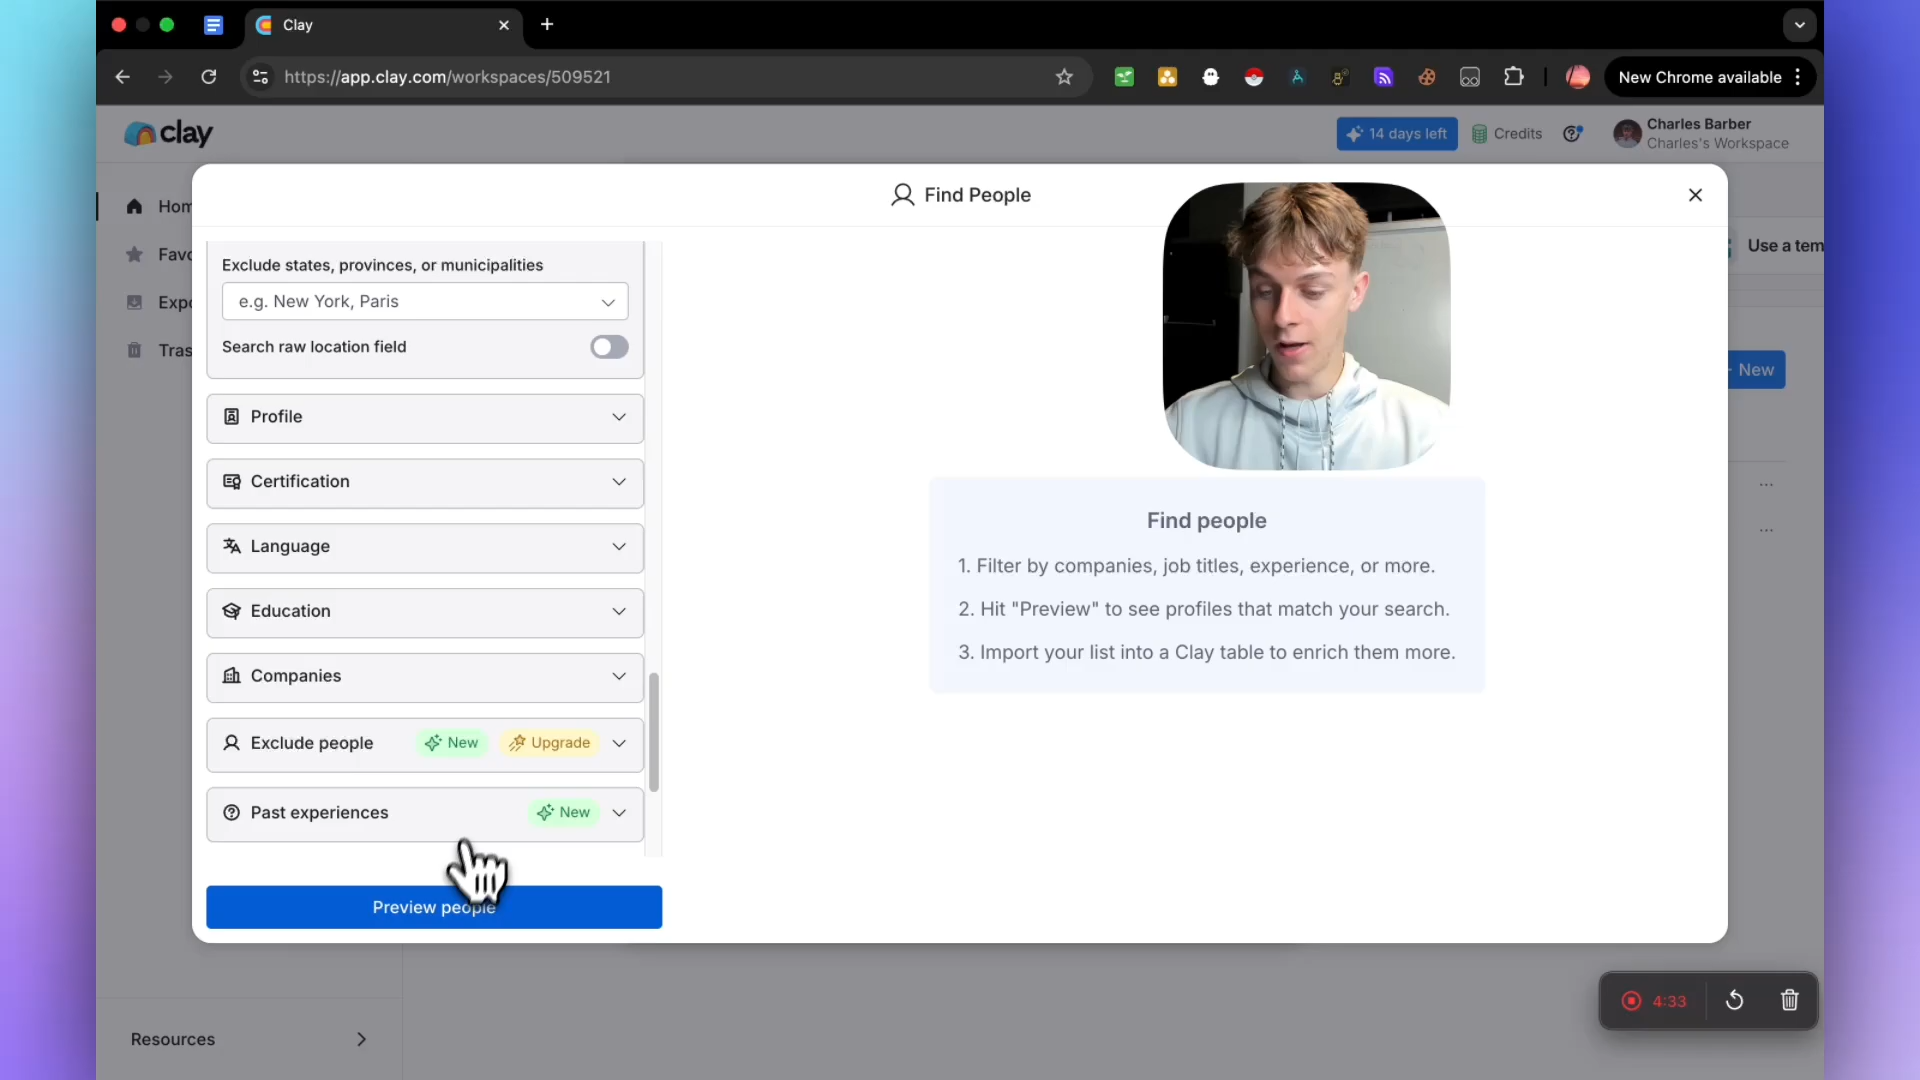 Clay
https://app.clay.com/workspaces/509521
New Chrome available
clay
14 days left
Credits
Charles Barber
Charles's Workspace
Find People
Hom
Favo
Expo
Tras
Use a tem
New
Exclude states, provinces, or municipalities
e.g. New York, Paris
Search raw location field
Profile
Certification
Language
Education
Companies
Exclude people
New
Upgrade
Past experiences
New
Preview people
Find people
1. Filter by companies, job titles, experience, or more.
2. Hit "Preview" to see profiles that match your search.
3. Import your list into a Clay table to enrich them more.
Resources
4:33